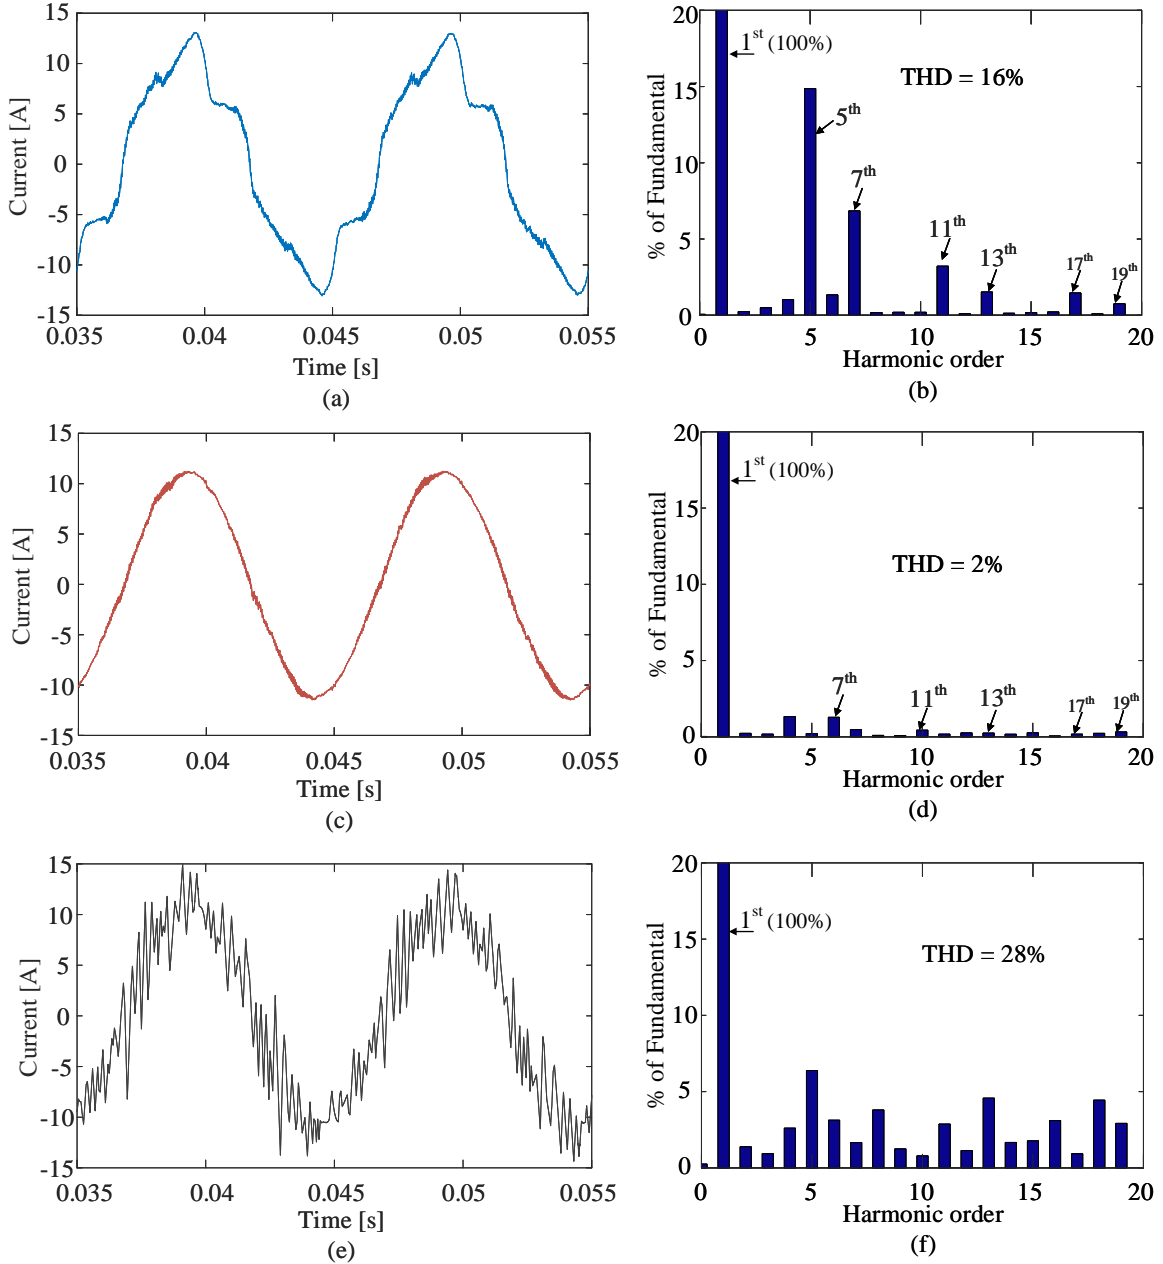 15
10
5
0
-5
-10
-15
Current [A]
0.035 0.04 0.045 0.05 0.055
Time [s]
(a)
20
15
10
5
0
% of Fundamental
1st (100%)
THD = 16%
5th
7th
11th
13th
17th
19th
0 5 10 15 20
Harmonic order
(b)
15
10
5
0
-5
-10
-15
Current [A]
0.035 0.04 0.045 0.05 0.055
Time [s]
(c)
20
15
10
5
0
% of Fundamental
1st (100%)
THD = 2%
7th
11th
13th
17th
19th
0 5 10 15 20
Harmonic order
(d)
15
10
5
0
-5
-10
-15
Current [A]
0.035 0.04 0.045 0.05 0.055
Time [s]
(e)
20
15
10
5
0
% of Fundamental
1st (100%)
THD = 28%
0 5 10 15 20
Harmonic order
(f)